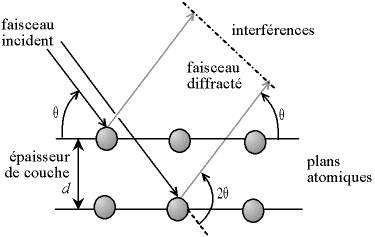 faisceau
incident
interférences
faisceau
diffracté
θ
θ
épaisseur
de couche
d
plans
atomiques
2θ